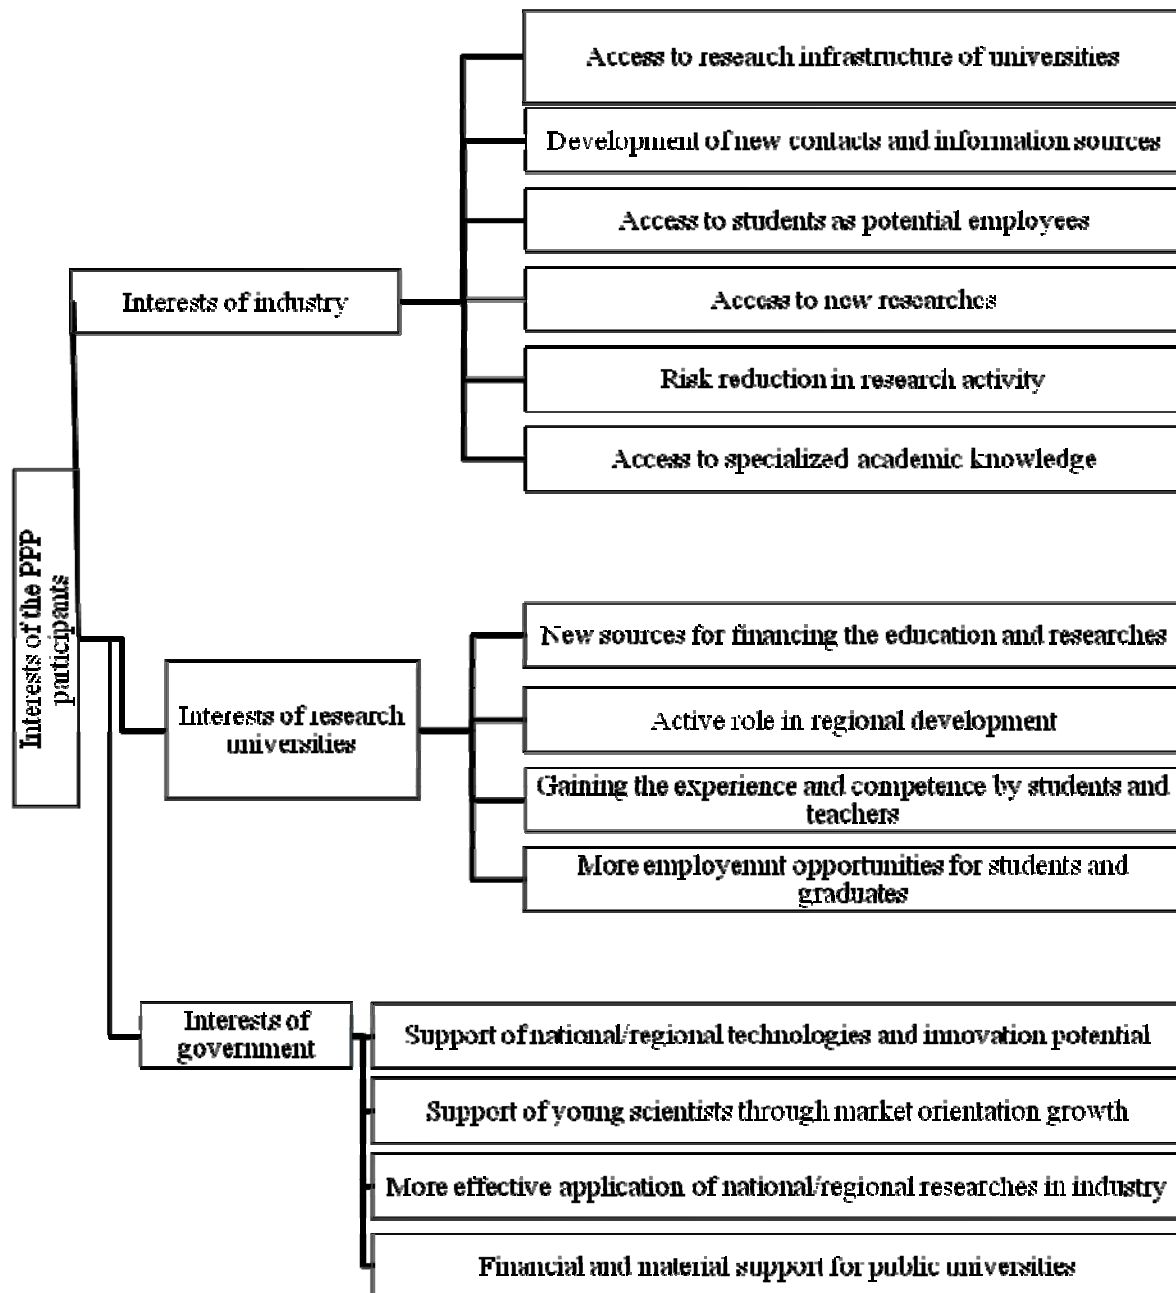 Interests of the PPP
participants
Interests of industry
Access to research infrastructure of universities
Development of new contacts and information sources
Access to students as potential employees
Access to new researches
Risk reduction in research activity
Access to specialized academic knowledge
Interests of research
universities
New sources for financing the education and researches
Active role in regional development
Gaining the experience and competence by students and
teachers
More employemnt opportunities for students and
graduates
Interests of
government
Support of national/regional technologies and innovation potential
Support of young scientists through market orientation growth
More effective application of national/regional researches in industry
Financial and material support for public universities